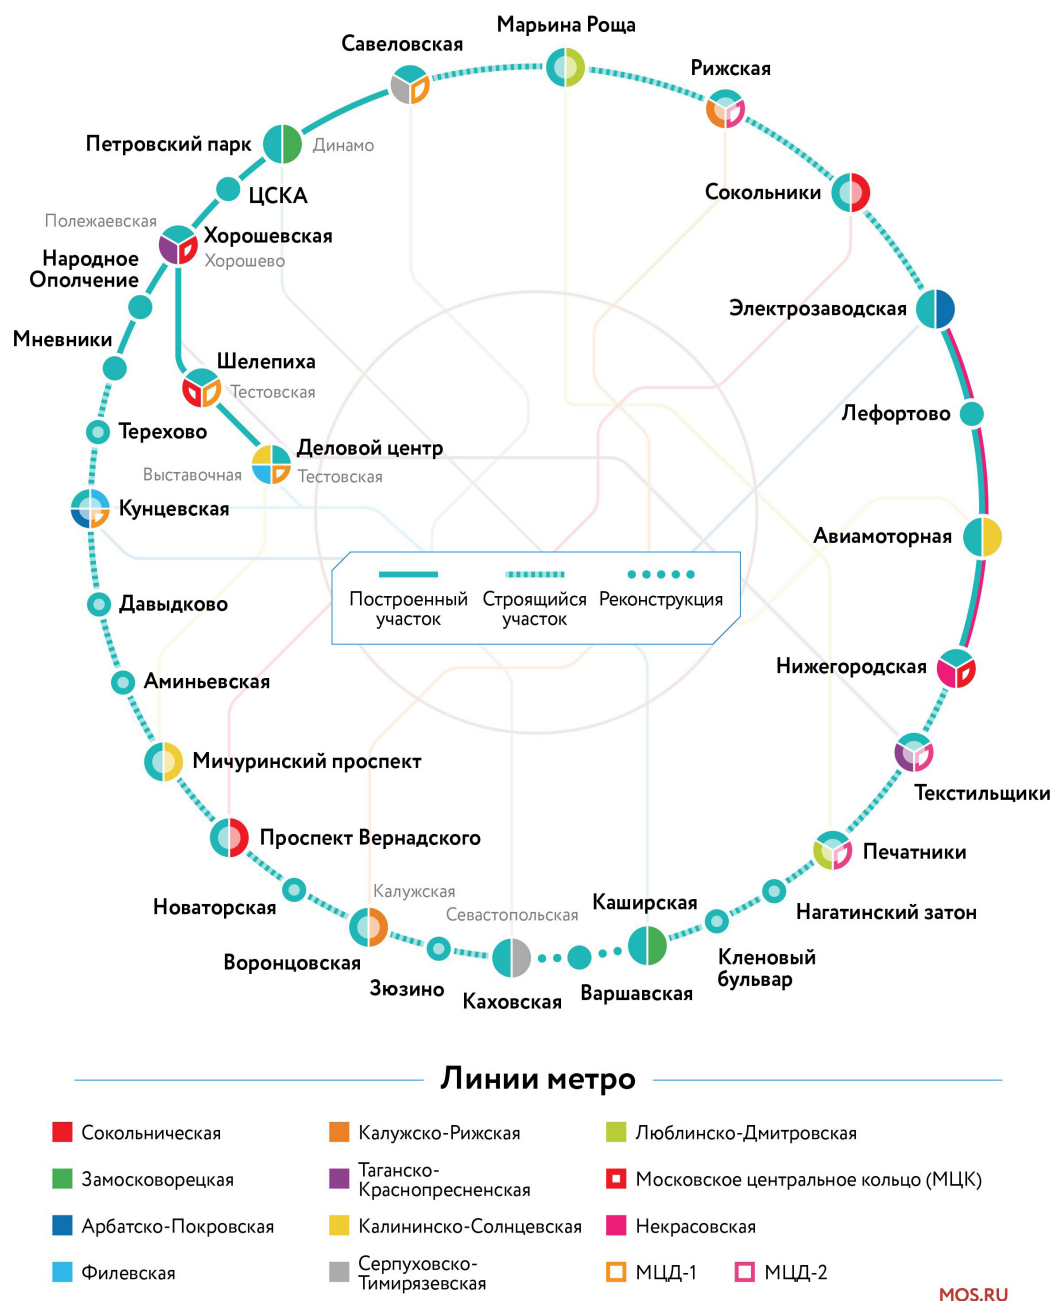 Марьина Роща
Савеловская
Рижская
Петровский парк
Динамо
ЦСКА
Сокольники
Полежаевская
Хорошевская
Хорошево
Народное
Ополчение
Электрозаводская
Мневники
Шелепиха
Тестовская
Лефортово
Терехово
Деловой центр
Выставочная
Тестовская
Кунцевская
Авиамоторная
Построенный
участок
Строящийся
участок
Реконструкция
Давыдково
Нижегородская
Аминьевская
Мичуринский проспект
Текстильщики
Проспект Вернадского
Печатники
Калужская
Новаторская
Севастопольская
Каширская
Нагатинский затон
Воронцовская
Кленовый
бульвар
Зюзино
Каховская
Варшавская
Линии метро
Сокольническая
Замоскворецкая
Арбатско-Покровская
Филевская
Калужско-Рижская
Таганско-
Краснопресненская
Калининско-Солнцевская
Серпуховско-
Тимирязевская
Люблинско-Дмитровская
Московское центральное кольцо (МЦК)
Некрасовская
МЦД-1
МЦД-2
MOS.RU